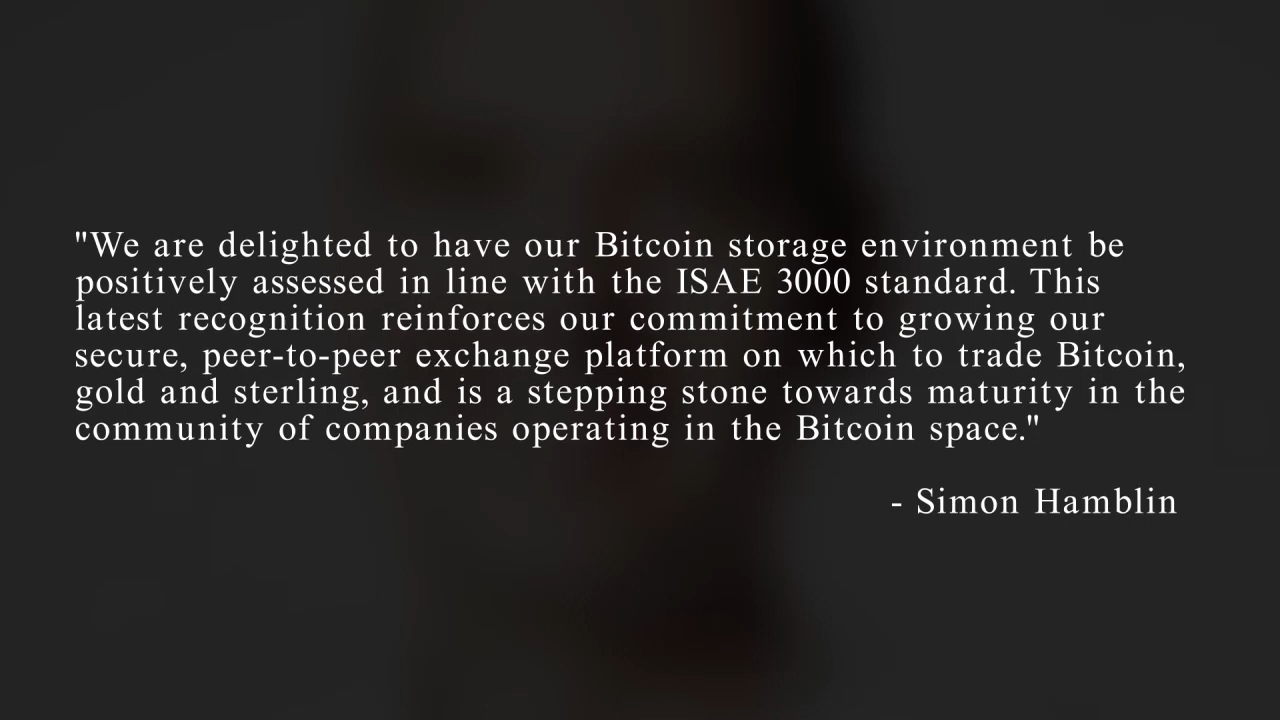 "We are delighted to have our Bitcoin storage environment be
positively assessed in line with the ISAE 3000 standard. This
latest recognition reinforces our commitment to growing our
secure, peer-to-peer exchange platform on which to trade Bitcoin,
gold and sterling, and is a stepping stone towards maturity in the
community of companies operating in the Bitcoin space."
- Simon Hamblin